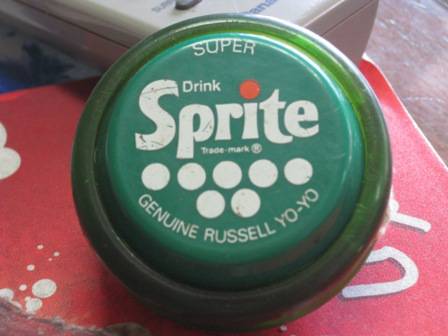 SUPER
Drink
Sprite
Trade-mark ®
GENUINE RUSSELL YO-YO